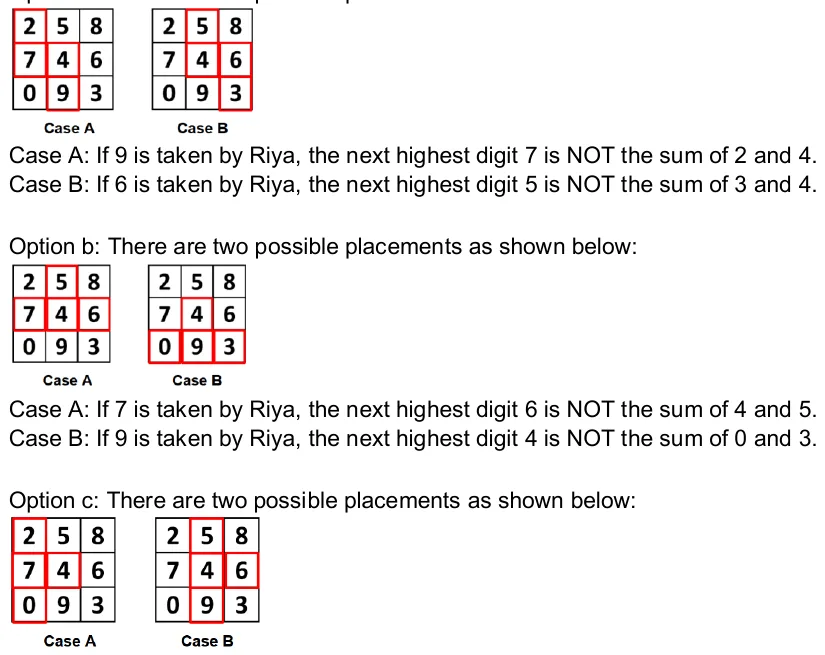 2 5 8 2 5 8
7 4 6 7 4 6
0 9 3 0 9 3
Case A Case B
Case A: If 9 is taken by Riya, the next highest digit 7 is NOT the sum of 2 and 4.
Case B: If 6 is taken by Riya, the next highest digit 5 is NOT the sum of 3 and 4.
Option b: There are two possible placements as shown below:
2 5 8 2 5 8
7 4 6 7 4 6
0 9 3 0 9 3
Case A Case B
Case A: If 7 is taken by Riya, the next highest digit 6 is NOT the sum of 4 and 5.
Case B: If 9 is taken by Riya, the next highest digit 4 is NOT the sum of 0 and 3.
Option c: There are two possible placements as shown below:
2 5 8 2 5 8
7 4 6 7 4 6
0 9 3 0 9 3
Case A Case B